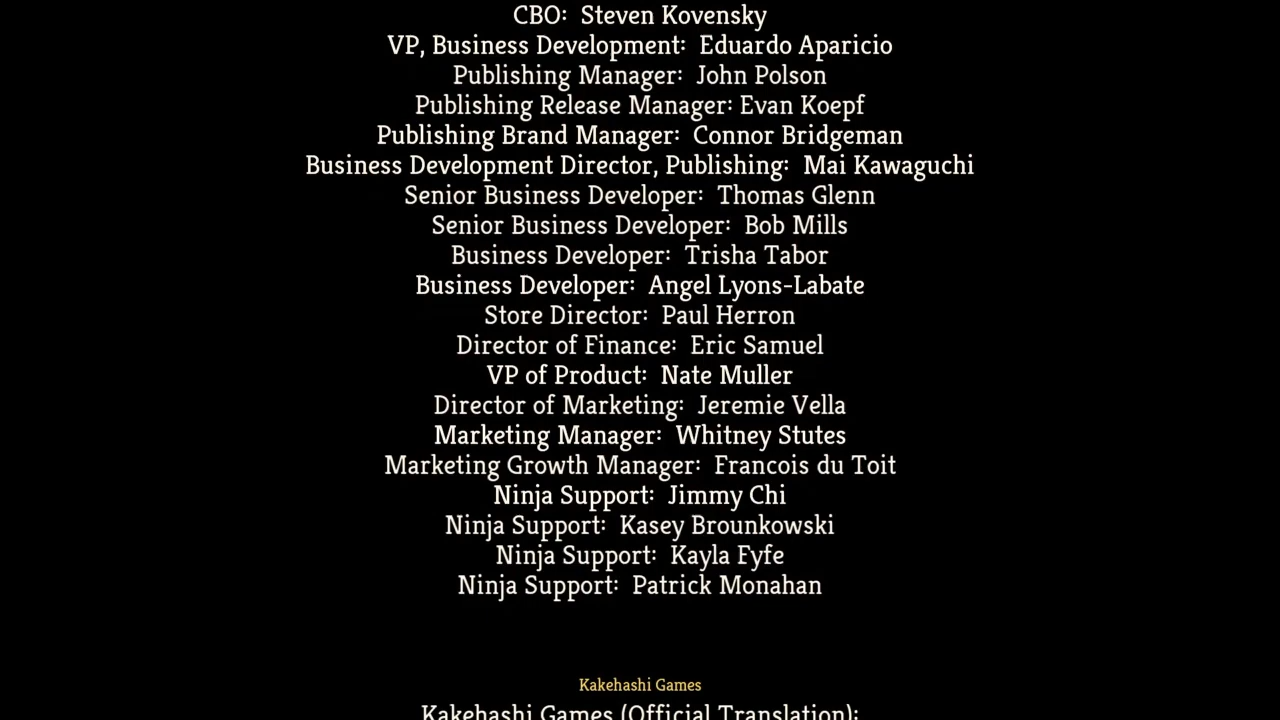 CBO: Steven Kovensky
VP, Business Development: Eduardo Aparicio
Publishing Manager: John Polson
Publishing Release Manager: Evan Koepf
Publishing Brand Manager: Connor Bridgeman
Business Development Director, Publishing: Mai Kawaguchi
Senior Business Developer: Thomas Glenn
Senior Business Developer: Bob Mills
Business Developer: Trisha Tabor
Business Developer: Angel Lyons-Labate
Store Director: Paul Herron
Director of Finance: Eric Samuel
VP of Product: Nate Muller
Director of Marketing: Jeremie Vella
Marketing Manager: Whitney Stutes
Marketing Growth Manager: Francois du Toit
Ninja Support: Jimmy Chi
Ninja Support: Kasey Brounkowski
Ninja Support: Kayla Fyfe
Ninja Support: Patrick Monahan
Kakehashi Games
Kakehashi Games (Official Translation):